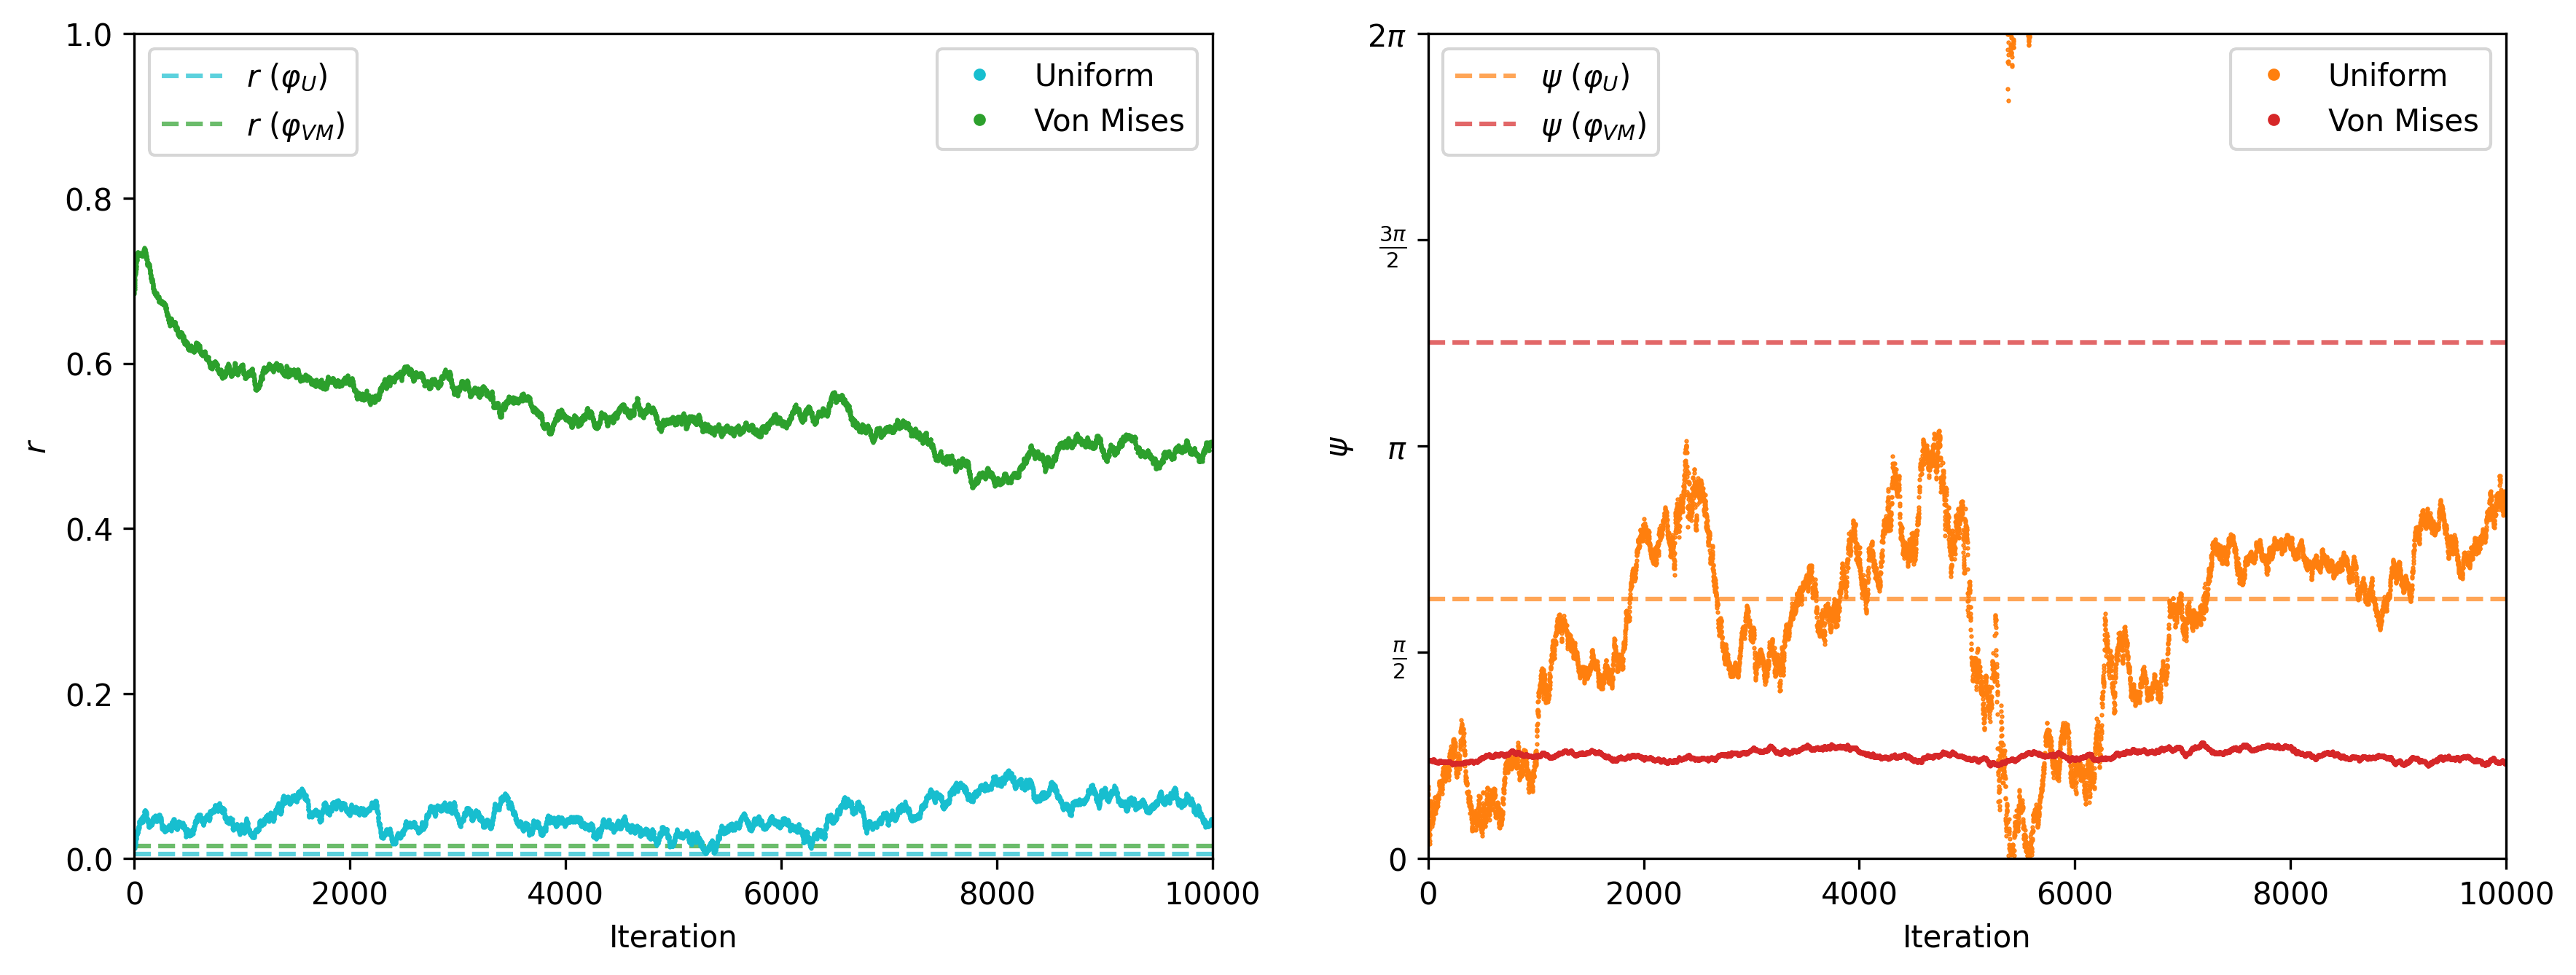 1.0
0.8
0.6
0.4
0.2
0.0
r
r (φ_U)
r (φ_VM)
Uniform
Von Mises
0 2000 4000 6000 8000 10000
Iteration
2π
3π/2
π
π/2
0
ψ
ψ (φ_U)
ψ (φ_VM)
Uniform
Von Mises
0 2000 4000 6000 8000 10000
Iteration